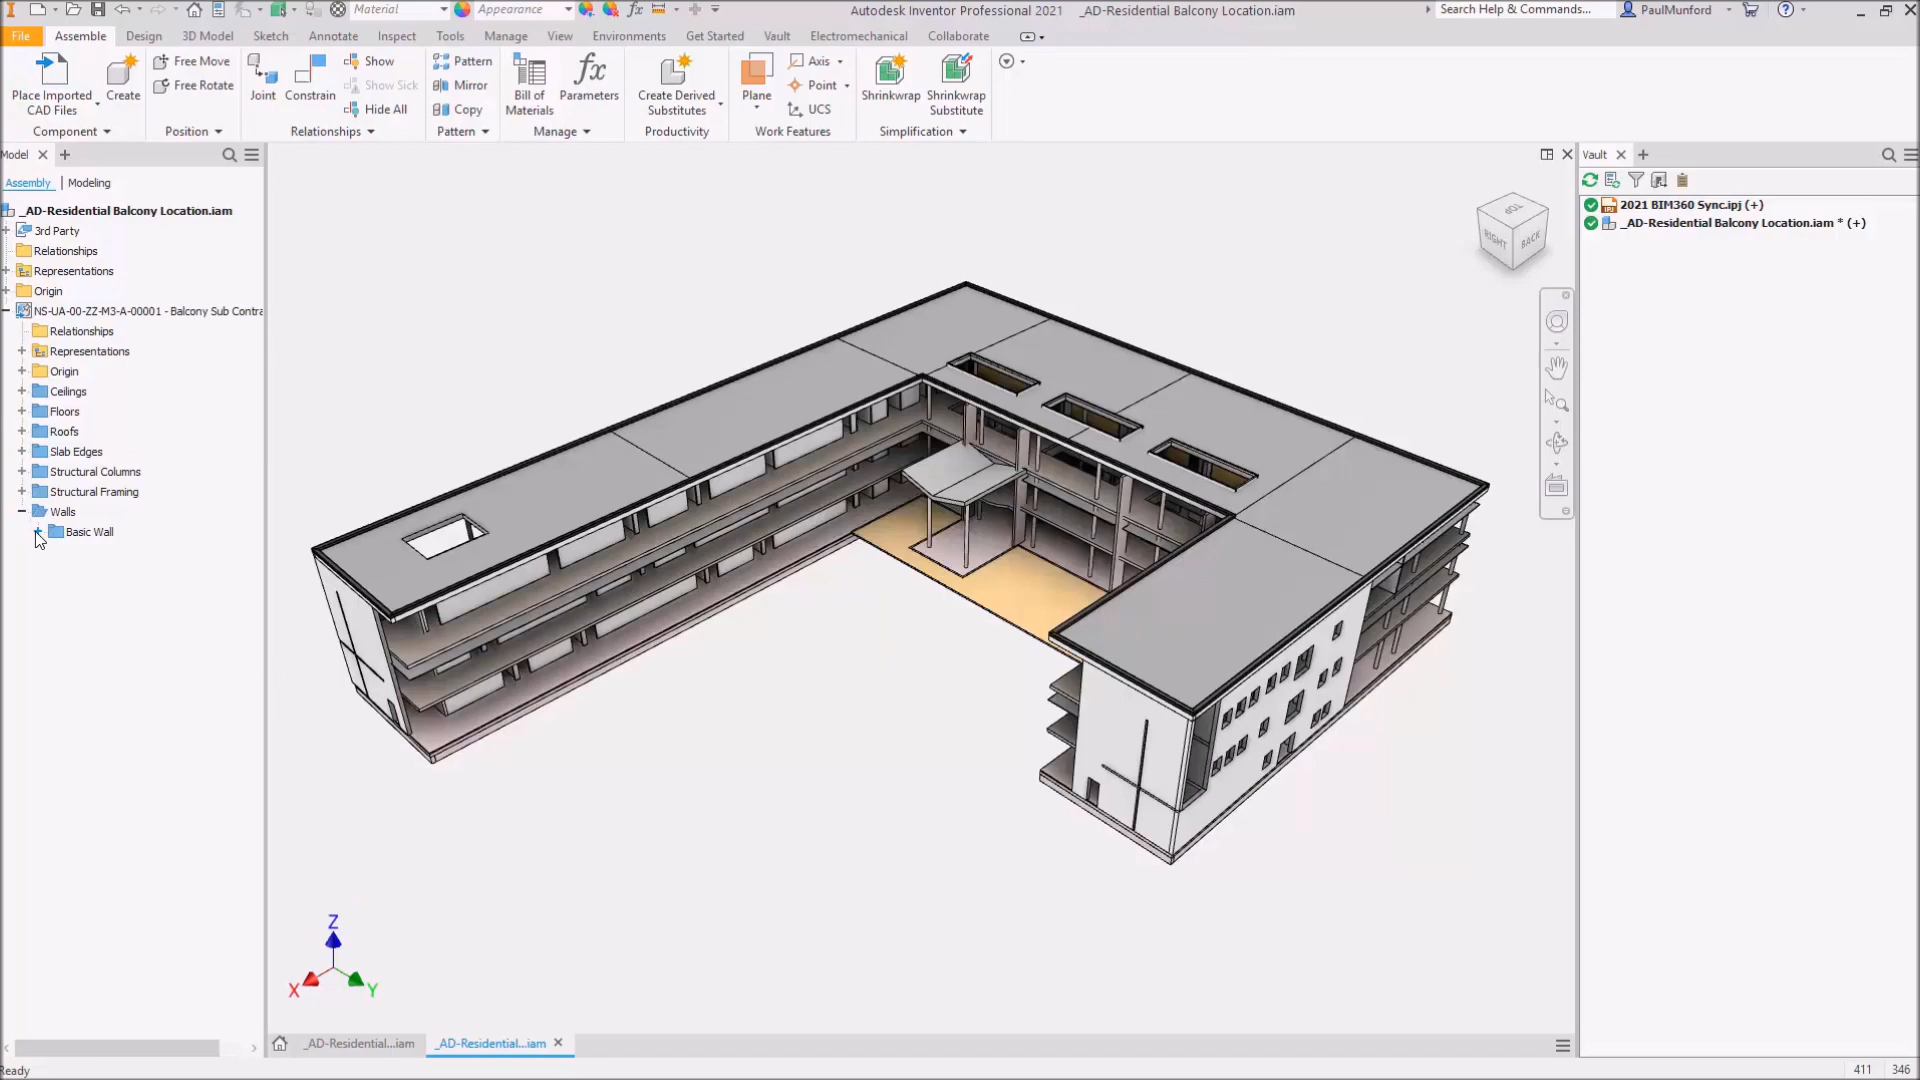 Material
Appearance
fx
Autodesk Inventor Professional 2021 _AD-Residential Balcony Location.iam
Search Help & Commands...
PaulMunford
File Assemble Design 3D Model Sketch Annotate Inspect Tools Manage View Environments Get Started Vault Electromechanical Collaborate
Place Imported
CAD Files
Create
Component
Free Move
Free Rotate
Position
Joint
Constrain
Show
Show Sick
Hide All
Relationships
Pattern
Mirror
Copy
Pattern
Bill of
Materials
fx
Parameters
Manage
Create Derived
Substitutes
Productivity
Plane
Axis
Point
UCS
Work Features
Shrinkwrap
Shrinkwrap
Substitute
Simplification
Model
Assembly | Modeling
_AD-Residential Balcony Location.iam
3rd Party
Relationships
Representations
Origin
NS-UA-00-ZZ-M3-A-00001 - Balcony Sub Contra
Relationships
Representations
Origin
Ceilings
Floors
Roofs
Slab Edges
Structural Columns
Structural Framing
Walls
Basic Wall
TOP
RIGHT
BACK
Z
X
Y
Vault
2021 BIM360 Sync.ipj (+)
_AD-Residential Balcony Location.iam * (+)
_AD-Residential...iam
_AD-Residential...iam
Ready
411 346